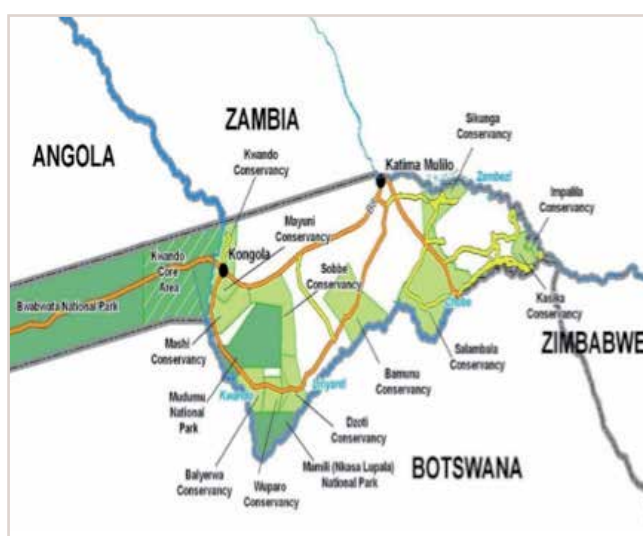 ZAMBIA
ANGOLA
Kwando
Conservancy
Katima Mulilo
Sikunga
Conservancy
Zambezi
Impalila
Conservancy
Mayuni
Conservancy
Kongola
Kwando
Core
Area
Sobbe
Conservancy
Bwabwata National Park
Mashi
Conservancy
Chobe
Kasika
Conservancy
ZIMBABWE
Salambala
Conservancy
Bamunu
Conservancy
Mudumu
National
Park
Kwando
Linyanti
Dzoti
Conservancy
Balyerwa
Conservancy
Wuparo
Conservancy
Mamili (Nkasa Lupala)
National Park
BOTSWANA